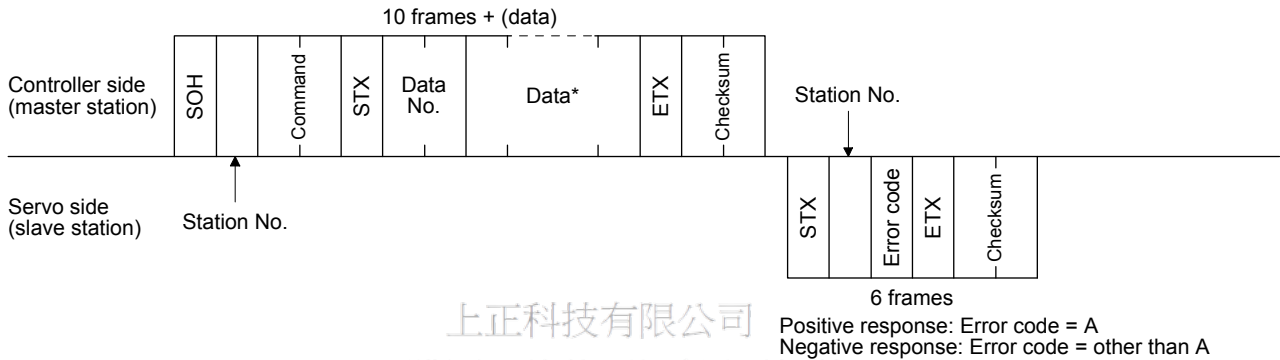 10 frames + (data)
Controller side
(master station)
SOH
Command
STX
Data
No.
Data*
ETX
Checksum
Station No.
Servo side
(slave station)
Station No.
STX
Error code
ETX
Checksum
6 frames
上正科技有限公司
Positive response: Error code = A
Negative response: Error code = other than A